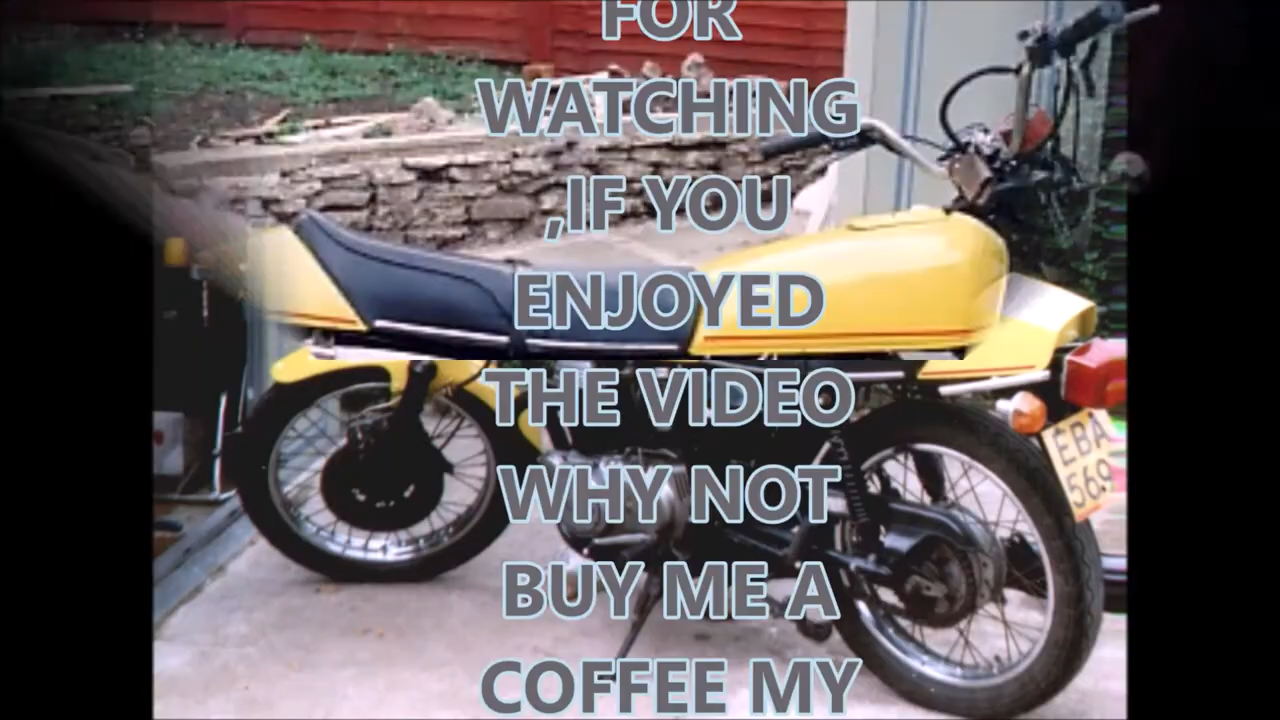 FOR
WATCHING
,IF YOU
ENJOYED
THE VIDEO
WHY NOT
BUY ME A
COFFEE MY
EBA
569